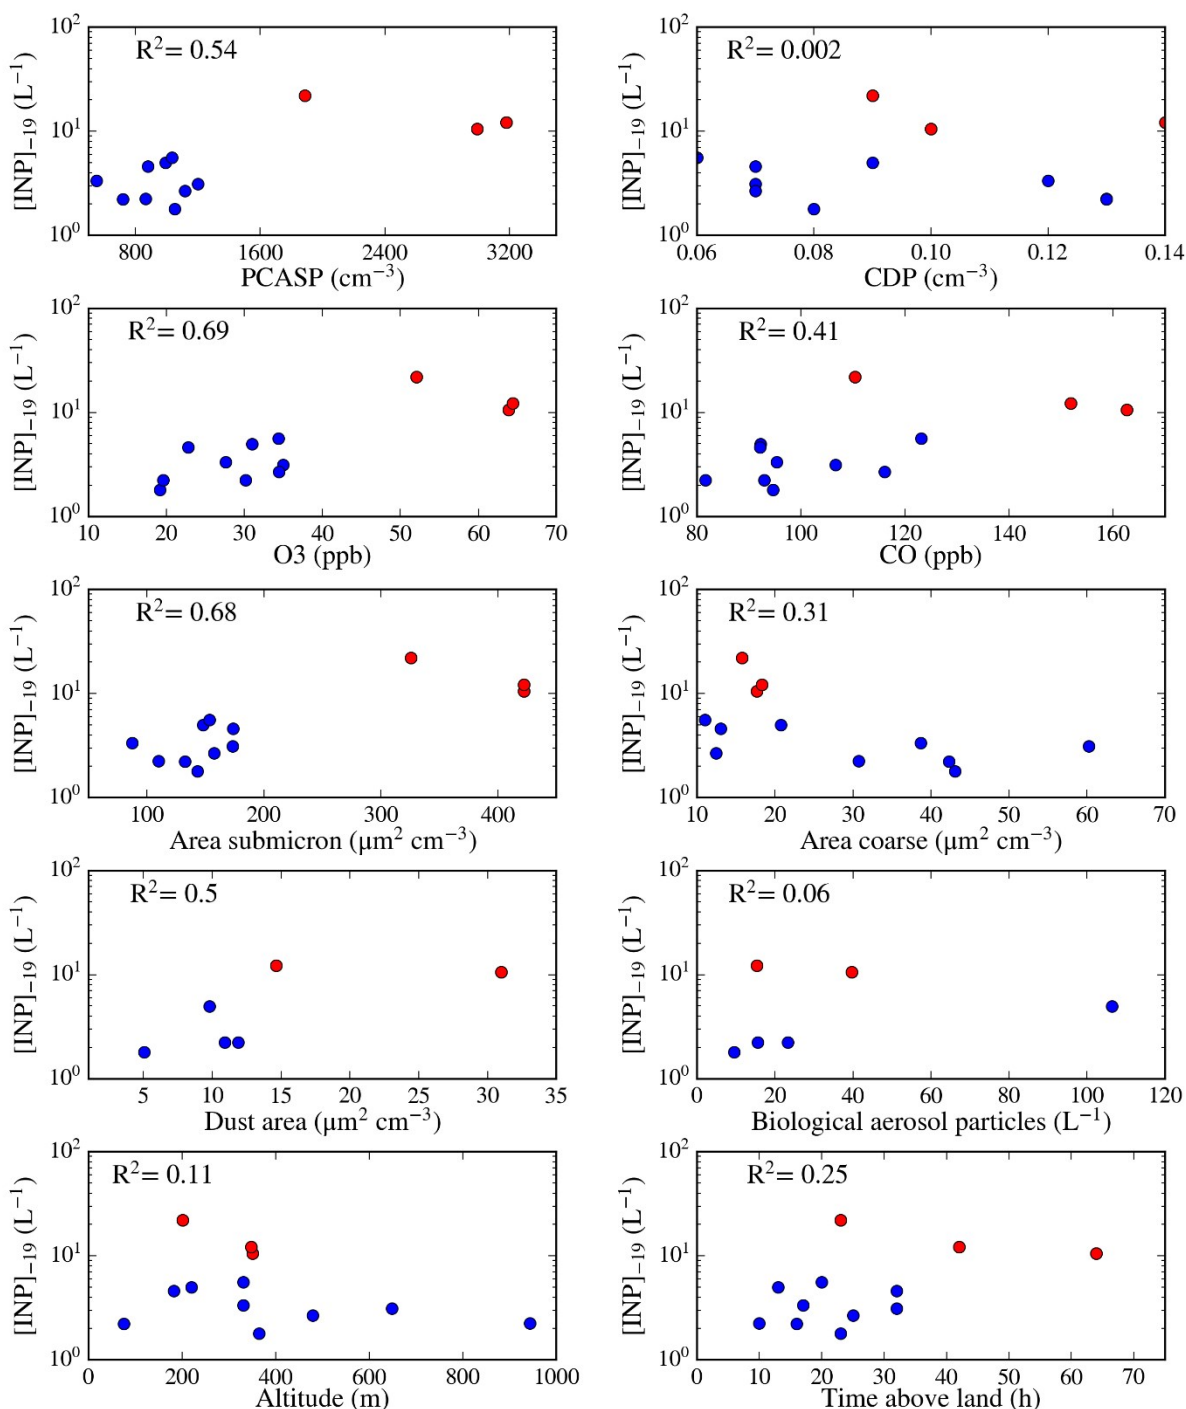 R² = 0.54
[INP]₋₁₉ (L⁻¹)
10²
10¹
10⁰
800 1600 2400 3200
PCASP (cm⁻³)
R² = 0.002
[INP]₋₁₉ (L⁻¹)
10²
10¹
10⁰
0.06 0.08 0.10 0.12 0.14
CDP (cm⁻³)
R² = 0.69
[INP]₋₁₉ (L⁻¹)
10²
10¹
10⁰
10 20 30 40 50 60 70
O3 (ppb)
R² = 0.41
[INP]₋₁₉ (L⁻¹)
10²
10¹
10⁰
80 100 120 140 160
CO (ppb)
R² = 0.68
[INP]₋₁₉ (L⁻¹)
10²
10¹
10⁰
100 200 300 400
Area submicron (μm² cm⁻³)
R² = 0.31
[INP]₋₁₉ (L⁻¹)
10²
10¹
10⁰
10 20 30 40 50 60 70
Area coarse (μm² cm⁻³)
R² = 0.5
[INP]₋₁₉ (L⁻¹)
10²
10¹
10⁰
5 10 15 20 25 30 35
Dust area (μm² cm⁻³)
R² = 0.06
[INP]₋₁₉ (L⁻¹)
10²
10¹
10⁰
0 20 40 60 80 100 120
Biological aerosol particles (L⁻¹)
R² = 0.11
[INP]₋₁₉ (L⁻¹)
10²
10¹
10⁰
0 200 400 600 800 1000
Altitude (m)
R² = 0.25
[INP]₋₁₉ (L⁻¹)
10²
10¹
10⁰
0 10 20 30 40 50 60 70
Time above land (h)